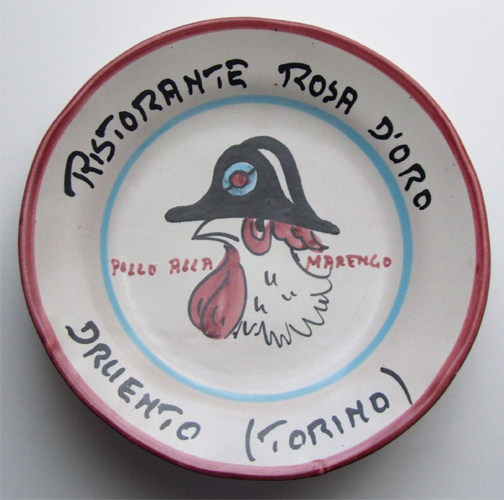 RISTORANTE ROSA D'ORO
POLLO ALLA MARENGO
DRUENTO (TORINO)